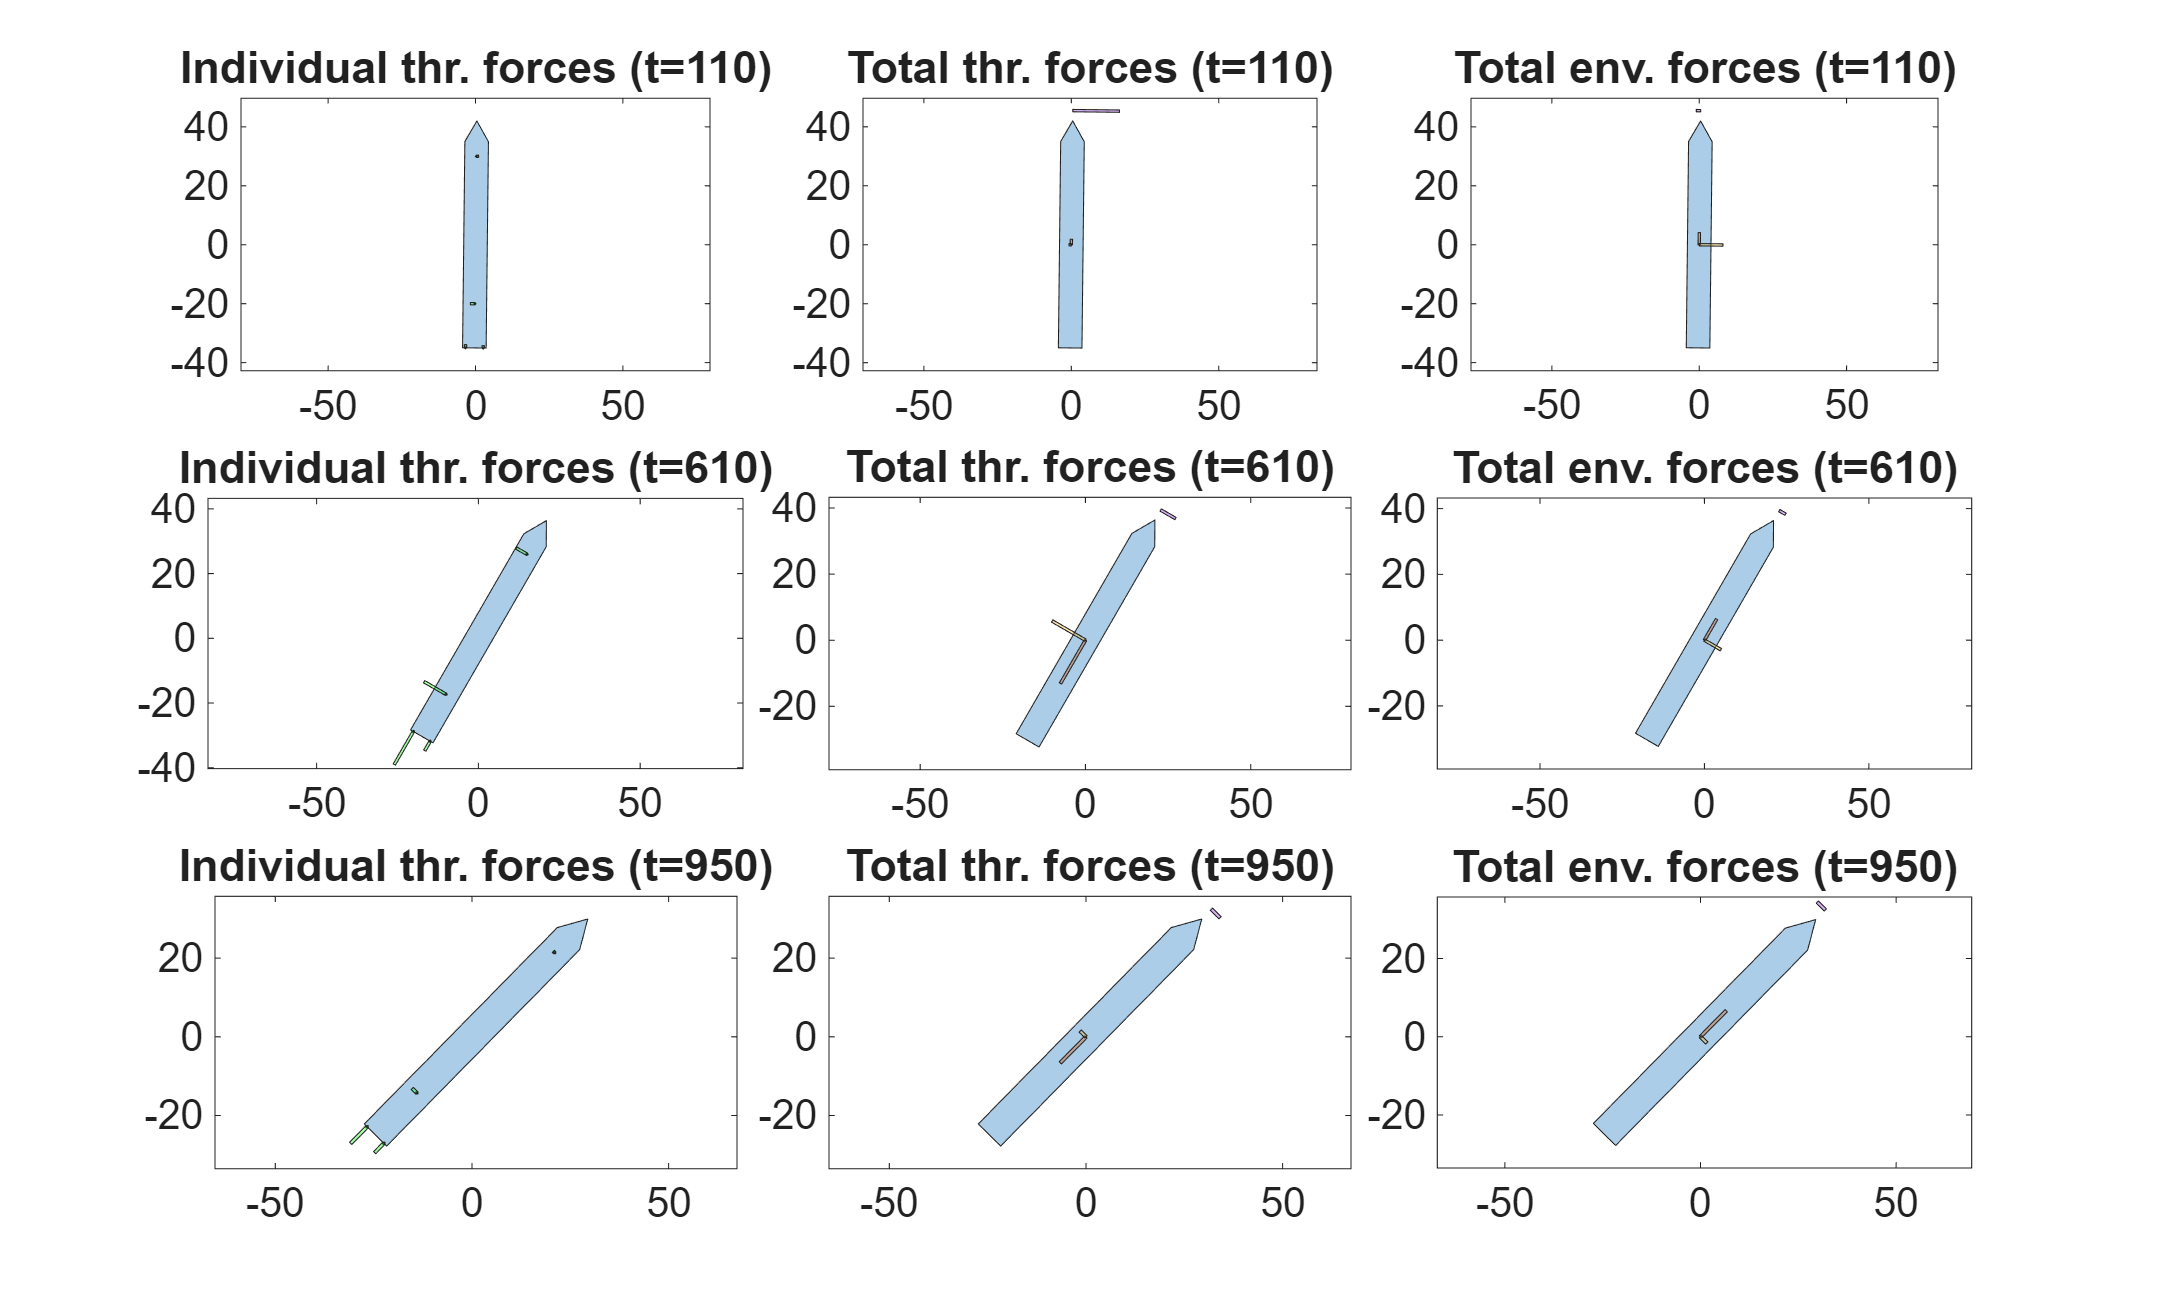 Individual thr. forces (t=110) Total thr. forces (t=110) Total env. forces (t=110)
40 40 40
20 20 20
0 0 0
-20 -20 -20
-40 -40 -40
-50 0 50 -50 0 50 -50 0 50
Individual thr. forces (t=610) Total thr. forces (t=610) Total env. forces (t=610)
40 40 40
20 20 20
0 0 0
-20 -20 -20
-40
-50 0 50 -50 0 50 -50 0 50
Individual thr. forces (t=950) Total thr. forces (t=950) Total env. forces (t=950)
20 20 20
0 0 0
-20 -20 -20
-50 0 50 -50 0 50 -50 0 50